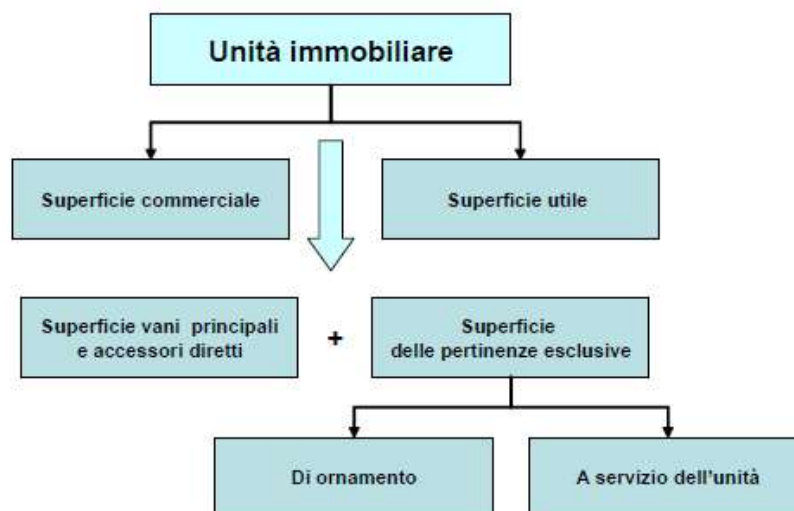 Unità immobiliare
Superficie commerciale
Superficie utile
Superficie vani principali
e accessori diretti
+
Superficie
delle pertinenze esclusive
Di ornamento
A servizio dell'unità